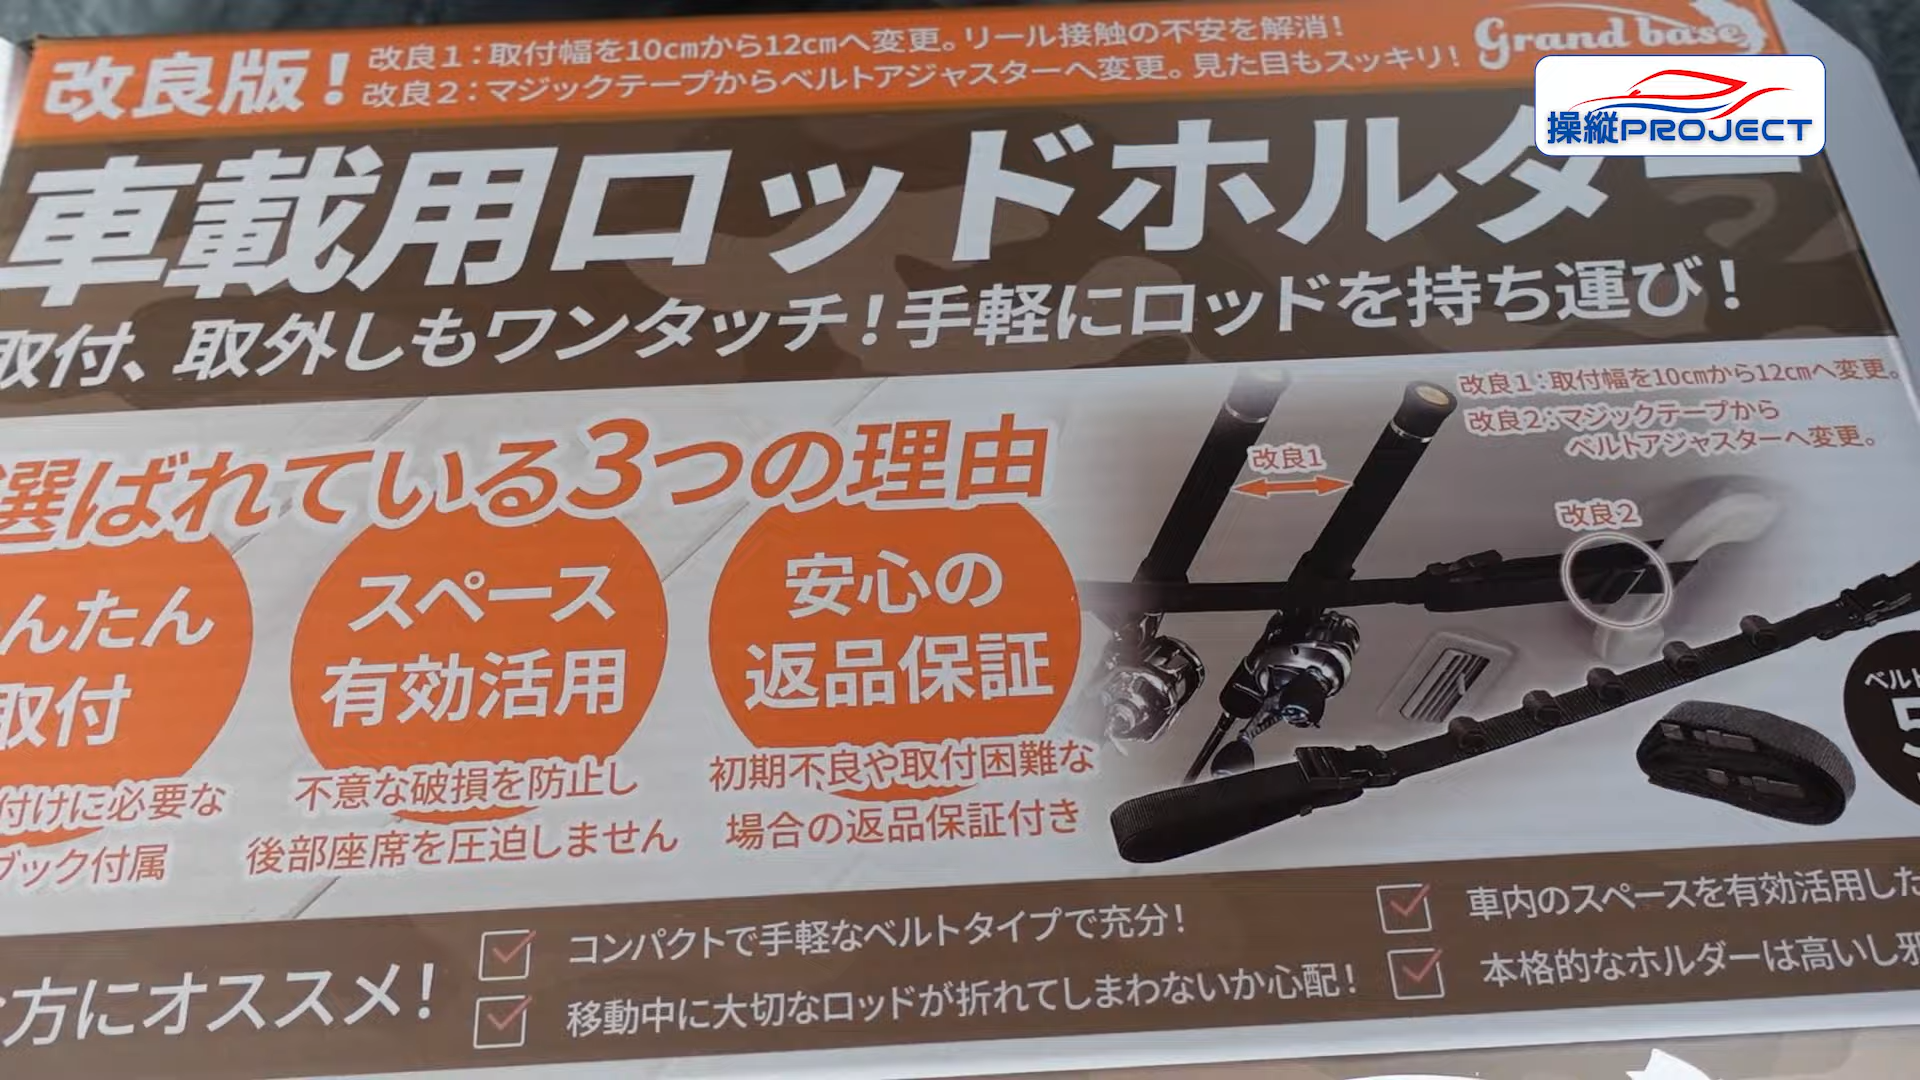 改良版！
改良１：取付幅を10cmから12cmへ変更。リール接触の不安を解消！
改良２：マジックテープからベルトアジャスターへ変更。見た目もスッキリ！
Grand base
操縦PROJECT
車載用ロッドホルダー
取付、取外しもワンタッチ！手軽にロッドを持ち運び！
選ばれている3つの理由
んたん
取付
付けに必要な
フック付属
スペース
有効活用
不意な破損を防止し
後部座席を圧迫しません
安心の
返品保証
初期不良や取付困難な
場合の返品保証付き
改良１：取付幅を10cmから12cmへ変更。
改良２：マジックテープから
ベルトアジャスターへ変更。
改良1
改良2
ベルト
方にオススメ！
コンパクトで手軽なベルトタイプで充分！
移動中に大切なロッドが折れてしまわないか心配！
車内のスペースを有効活用した
本格的なホルダーは高いし邪